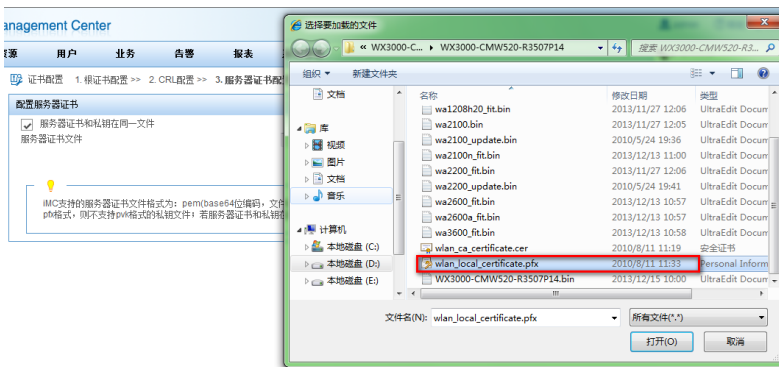 anagement Center
资源 用户 业务 告警 报表
证书配置 1. 根证书配置 >> 2. CRL配置 >> 3. 服务器证书配
配置服务器证书
服务器证书和私钥在同一文件
服务器证书文件
iMC支持的服务器证书文件格式为：pem(base64位编码，文件
pfx格式，则不支持pvk格式的私钥文件；若服务器证书和私钥在
选择要加载的文件
« WX3000-C... ▸ WX3000-CMW520-R3507P14
搜索 WX3000-CMW520-R3...
组织 新建文件夹
文档
库
视频
图片
文档
音乐
计算机
本地磁盘 (C:)
本地磁盘 (D:)
本地磁盘 (E:)
名称 修改日期 类型
wa1208h20_fit.bin 2013/11/27 12:06 UltraEdit Docum
wa2100.bin 2013/11/27 12:05 UltraEdit Docum
wa2100_update.bin 2010/5/24 19:36 UltraEdit Docum
wa2100n_fit.bin 2013/12/13 11:00 UltraEdit Docum
wa2200_fit.bin 2013/11/27 12:06 UltraEdit Docum
wa2200_update.bin 2010/5/24 19:41 UltraEdit Docum
wa2600_fit.bin 2013/12/13 10:57 UltraEdit Docum
wa2600a_fit.bin 2013/12/13 10:57 UltraEdit Docum
wa3600_fit.bin 2013/12/13 10:58 UltraEdit Docum
wlan_ca_certificate.cer 2010/8/11 11:19 安全证书
wlan_local_certificate.pfx 2010/8/11 11:33 Personal Inform
WX3000-CMW520-R3507P14.bin 2013/12/15 10:00 UltraEdit Docum
文件名(N): wlan_local_certificate.pfx 所有文件(*.*)
打开(O) 取消